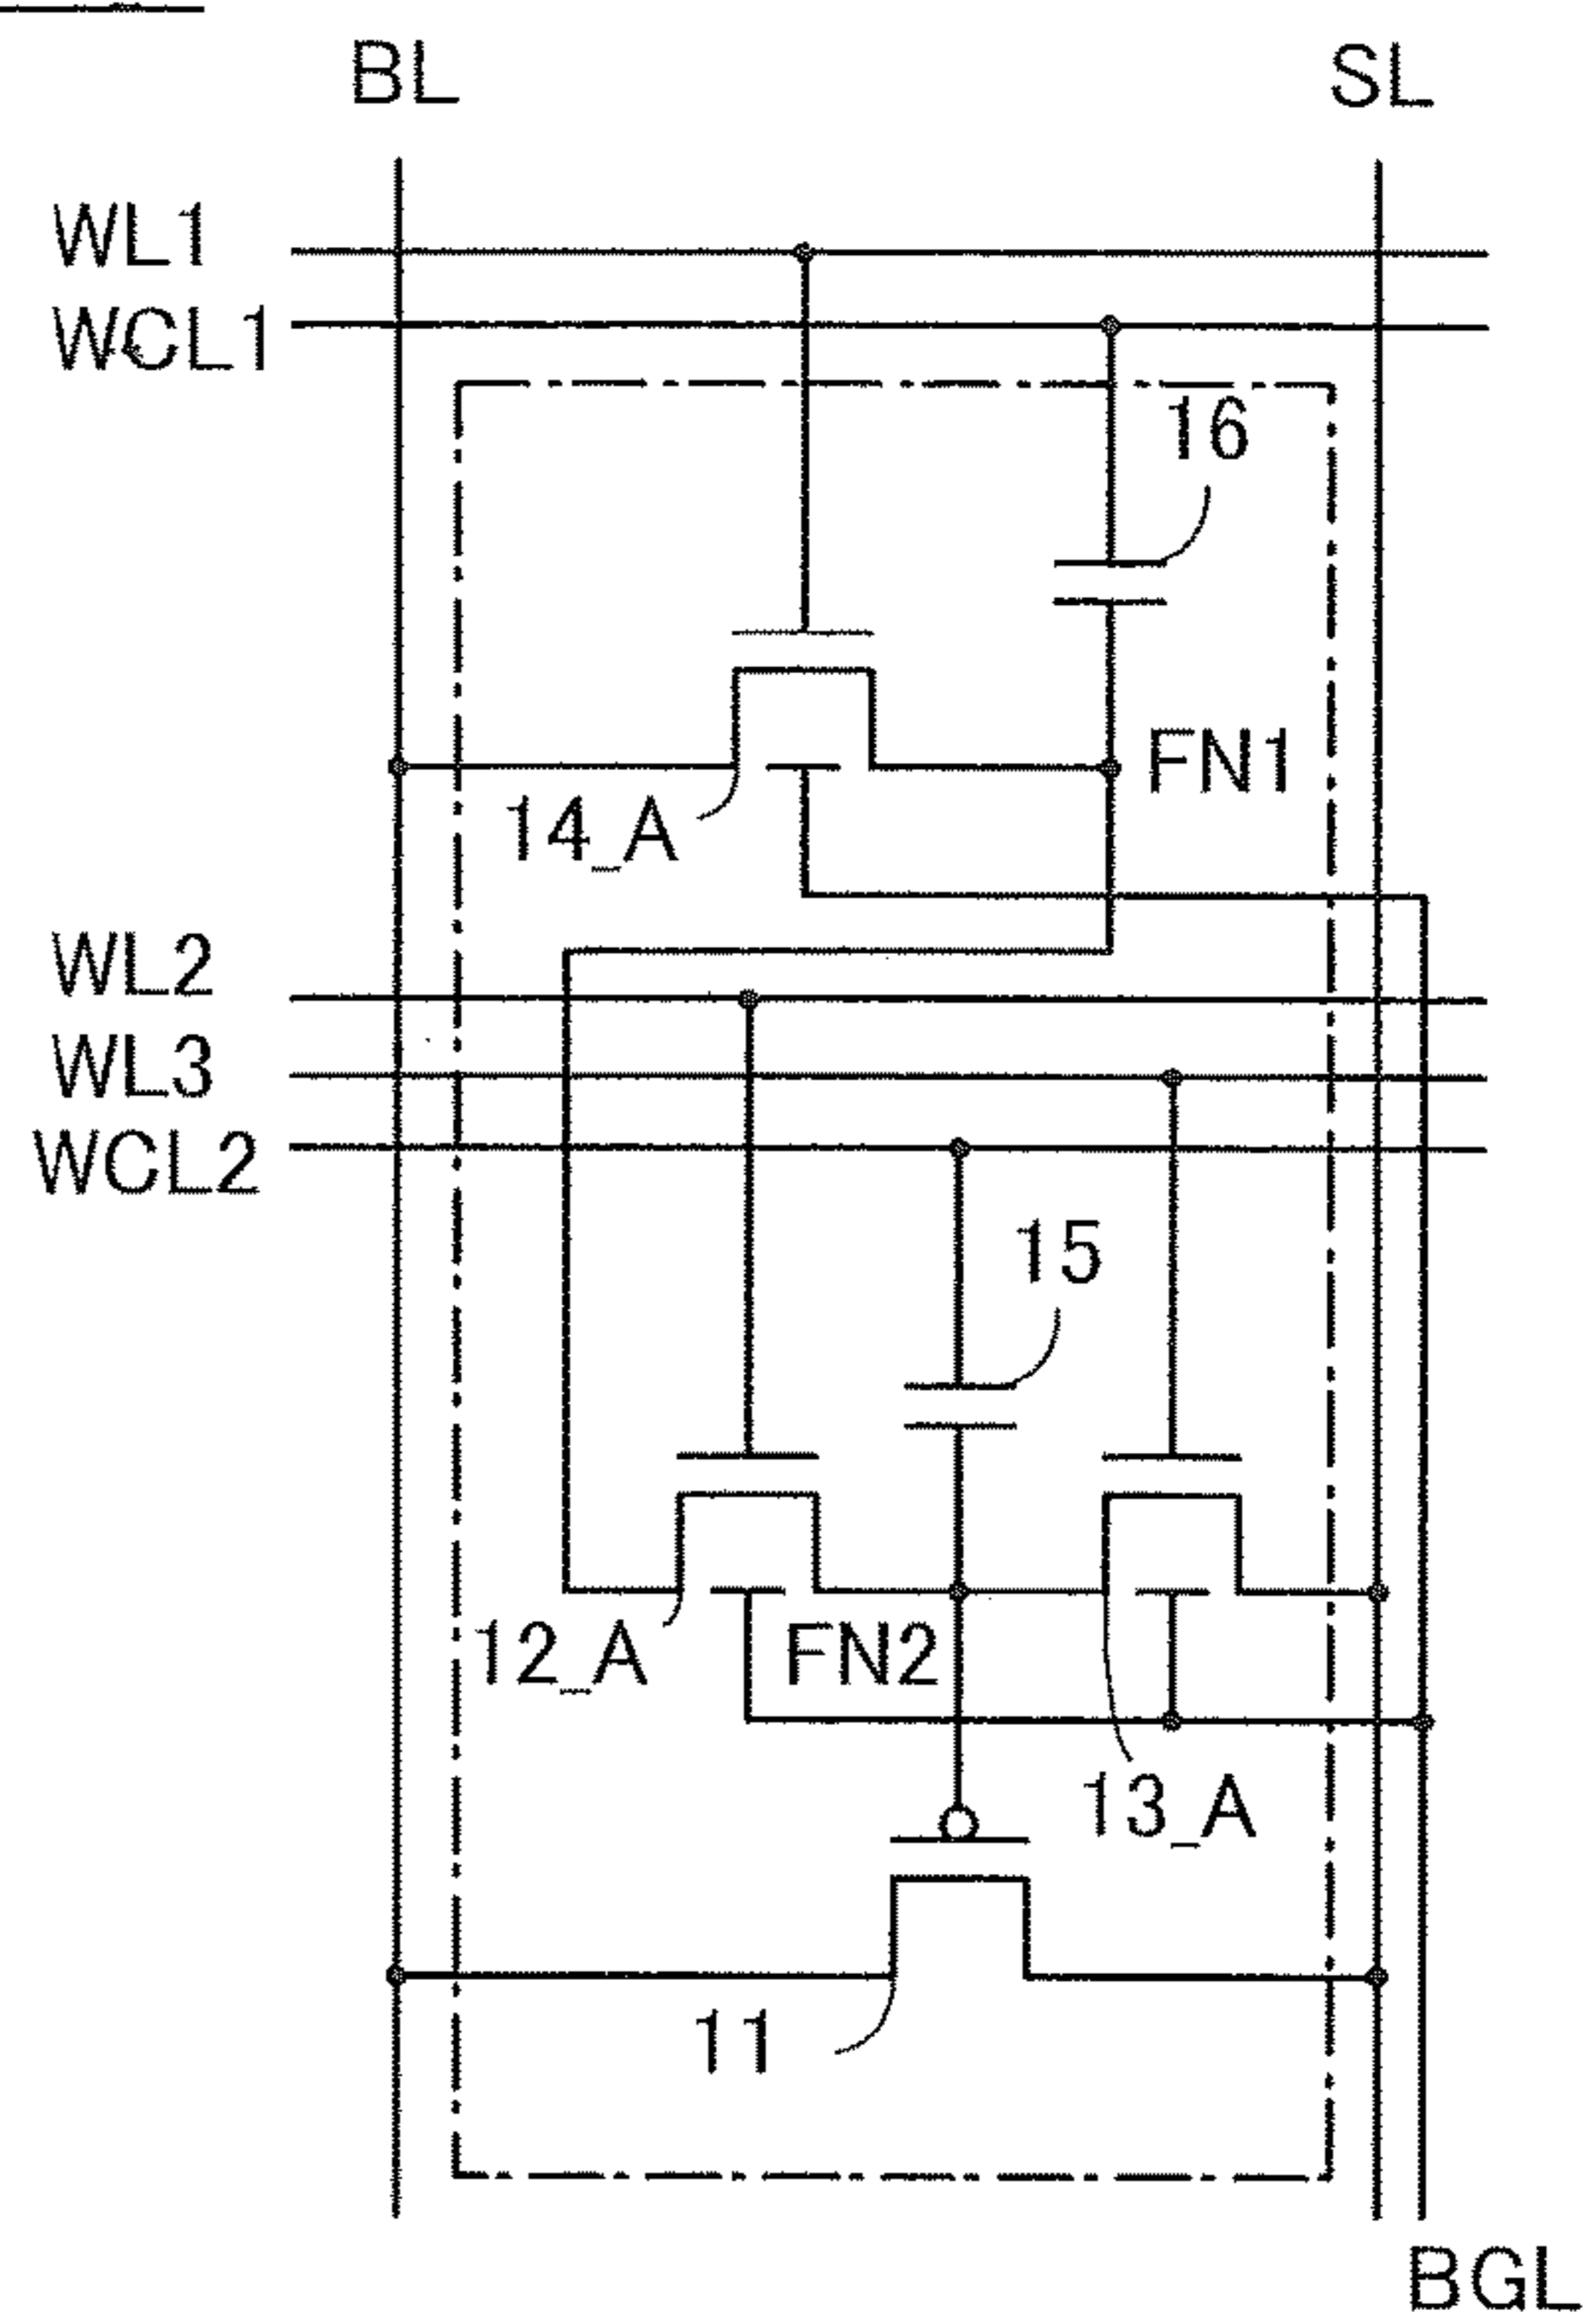 BL
SL
WL1
WCL1
16
FN1
14_A
WL2
WL3
WCL2
15
12_A
FN2
13_A
11
BGL